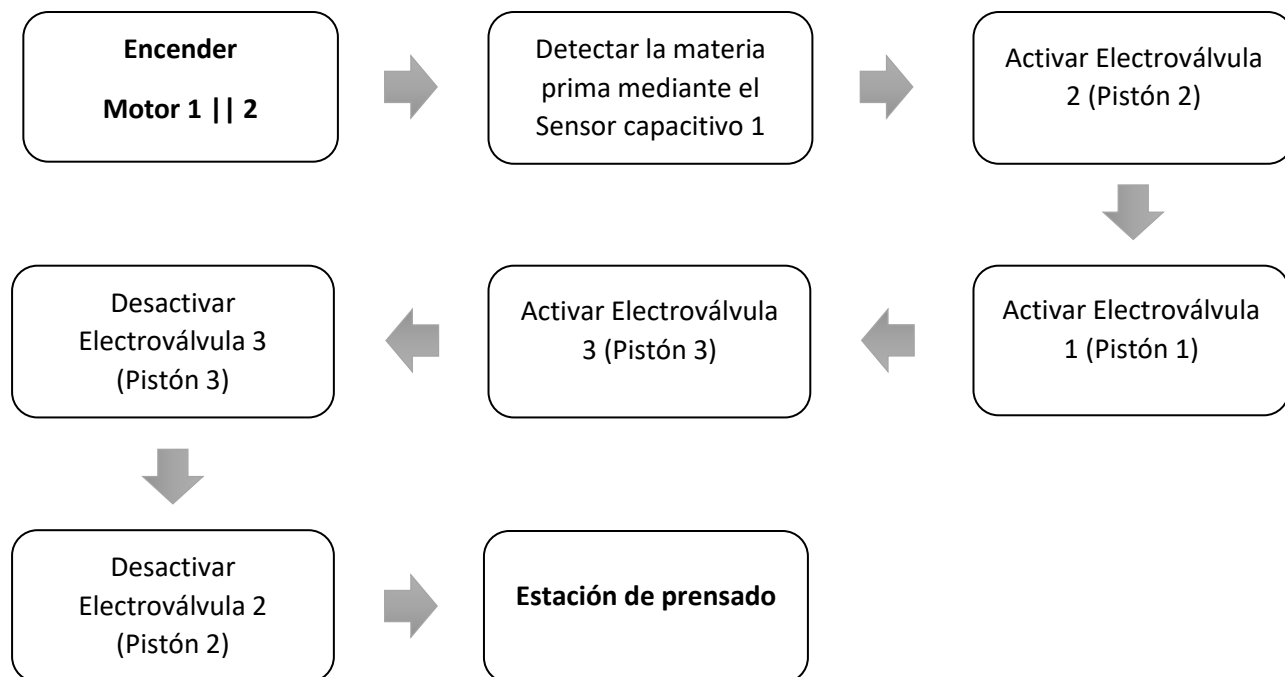 Encender
Motor 1 || 2
Detectar la materia
prima mediante el
Sensor capacitivo 1
Activar Electroválvula
2 (Pistón 2)
Activar Electroválvula
1 (Pistón 1)
Activar Electroválvula
3 (Pistón 3)
Desactivar
Electroválvula 3
(Pistón 3)
Desactivar
Electroválvula 2
(Pistón 2)
Estación de prensado